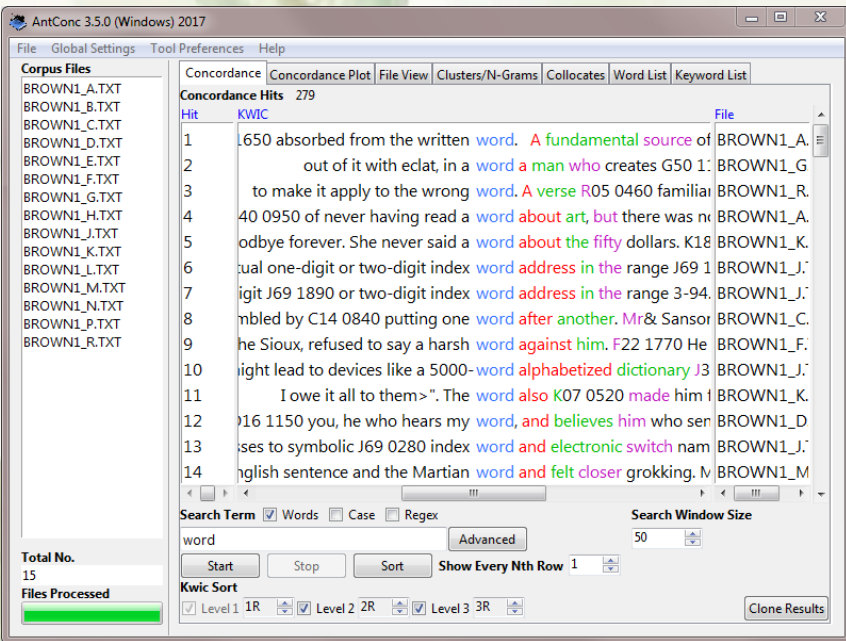 AntConc 3.5.0 (Windows) 2017
File Global Settings Tool Preferences Help
Corpus Files
BROWN1_A.TXT
BROWN1_B.TXT
BROWN1_C.TXT
BROWN1_D.TXT
BROWN1_E.TXT
BROWN1_F.TXT
BROWN1_G.TXT
BROWN1_H.TXT
BROWN1_J.TXT
BROWN1_K.TXT
BROWN1_L.TXT
BROWN1_M.TXT
BROWN1_N.TXT
BROWN1_P.TXT
BROWN1_R.TXT
Total No.
15
Files Processed
Concordance Concordance Plot File View Clusters/N-Grams Collocates Word List Keyword List
Concordance Hits 279
Hit KWIC File
1 1650 absorbed from the written word. A fundamental source of BROWN1_A.
2 out of it with eclat, in a word a man who creates G50 11 BROWN1_G
3 to make it apply to the wrong word. A verse R05 0460 familiar BROWN1_R.
4 40 0950 of never having read a word about art, but there was no BROWN1_A.
5 odbye forever. She never said a word about the fifty dollars. K18 BROWN1_K.
6 tual one-digit or two-digit index word address in the range J69 1 BROWN1_J.
7 igit J69 1890 or two-digit index word address in the range 3-94. BROWN1_J.
8 mbled by C14 0840 putting one word after another. Mr& Sansor BROWN1_C.
9 he Sioux, refused to say a harsh word against him. F22 1770 He BROWN1_F.
10 ight lead to devices like a 5000-word alphabetized dictionary J3 BROWN1_J.
11 I owe it all to them>". The word also K07 0520 made him f BROWN1_K.
12 D16 1150 you, he who hears my word, and believes him who sen BROWN1_D
13 sses to symbolic J69 0280 index word and electronic switch nam BROWN1_J.
14 nglish sentence and the Martian word and felt closer grokking. M BROWN1_M
Search Term Words Case Regex Search Window Size
word Advanced 50
Start Stop Sort Show Every Nth Row 1
Kwic Sort
Level 1 1R Level 2 2R Level 3 3R Clone Results